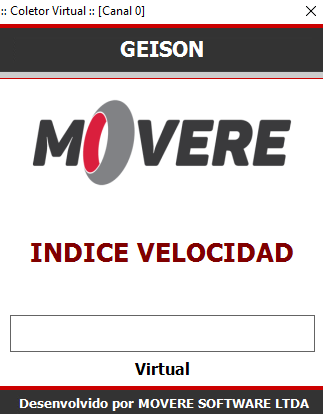 :: Coletor Virtual :: [Canal 0]
GEISON
MOVERE
INDICE VELOCIDAD
Virtual
Desenvolvido por MOVERE SOFTWARE LTDA